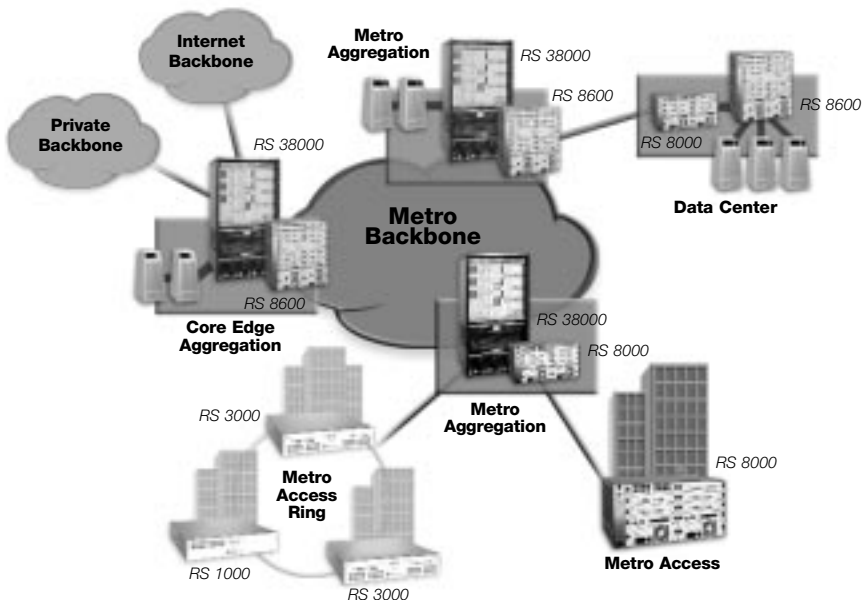 Internet
Backbone
Private
Backbone
RS 38000
Metro
Aggregation
RS 38000
RS 8600
RS 8600
RS 8000
Data Center
Metro
Backbone
RS 8600
Core Edge
Aggregation
RS 38000
RS 8000
Metro
Aggregation
RS 3000
Metro
Access
Ring
RS 1000
RS 3000
RS 8000
Metro Access